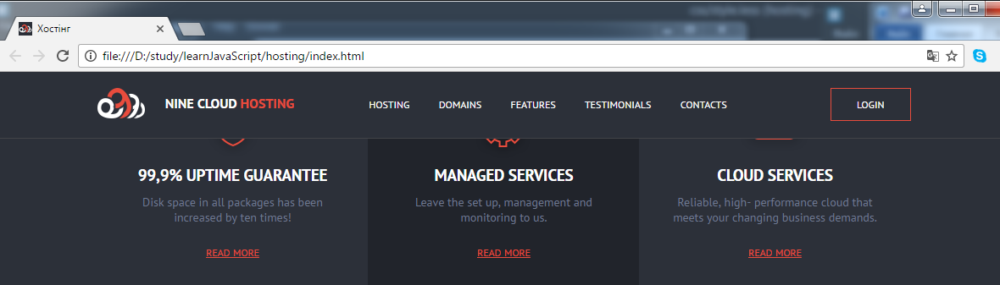 Хостінг
file:///D:/study/learnJavaScript/hosting/index.html
NINE CLOUD HOSTING
HOSTING DOMAINS FEATURES TESTIMONIALS CONTACTS
LOGIN
99,9% UPTIME GUARANTEE
Disk space in all packages has been
increased by ten times!
READ MORE
MANAGED SERVICES
Leave the set up, management and
monitoring to us.
READ MORE
CLOUD SERVICES
Reliable, high- performance cloud that
meets your changing business demands.
READ MORE